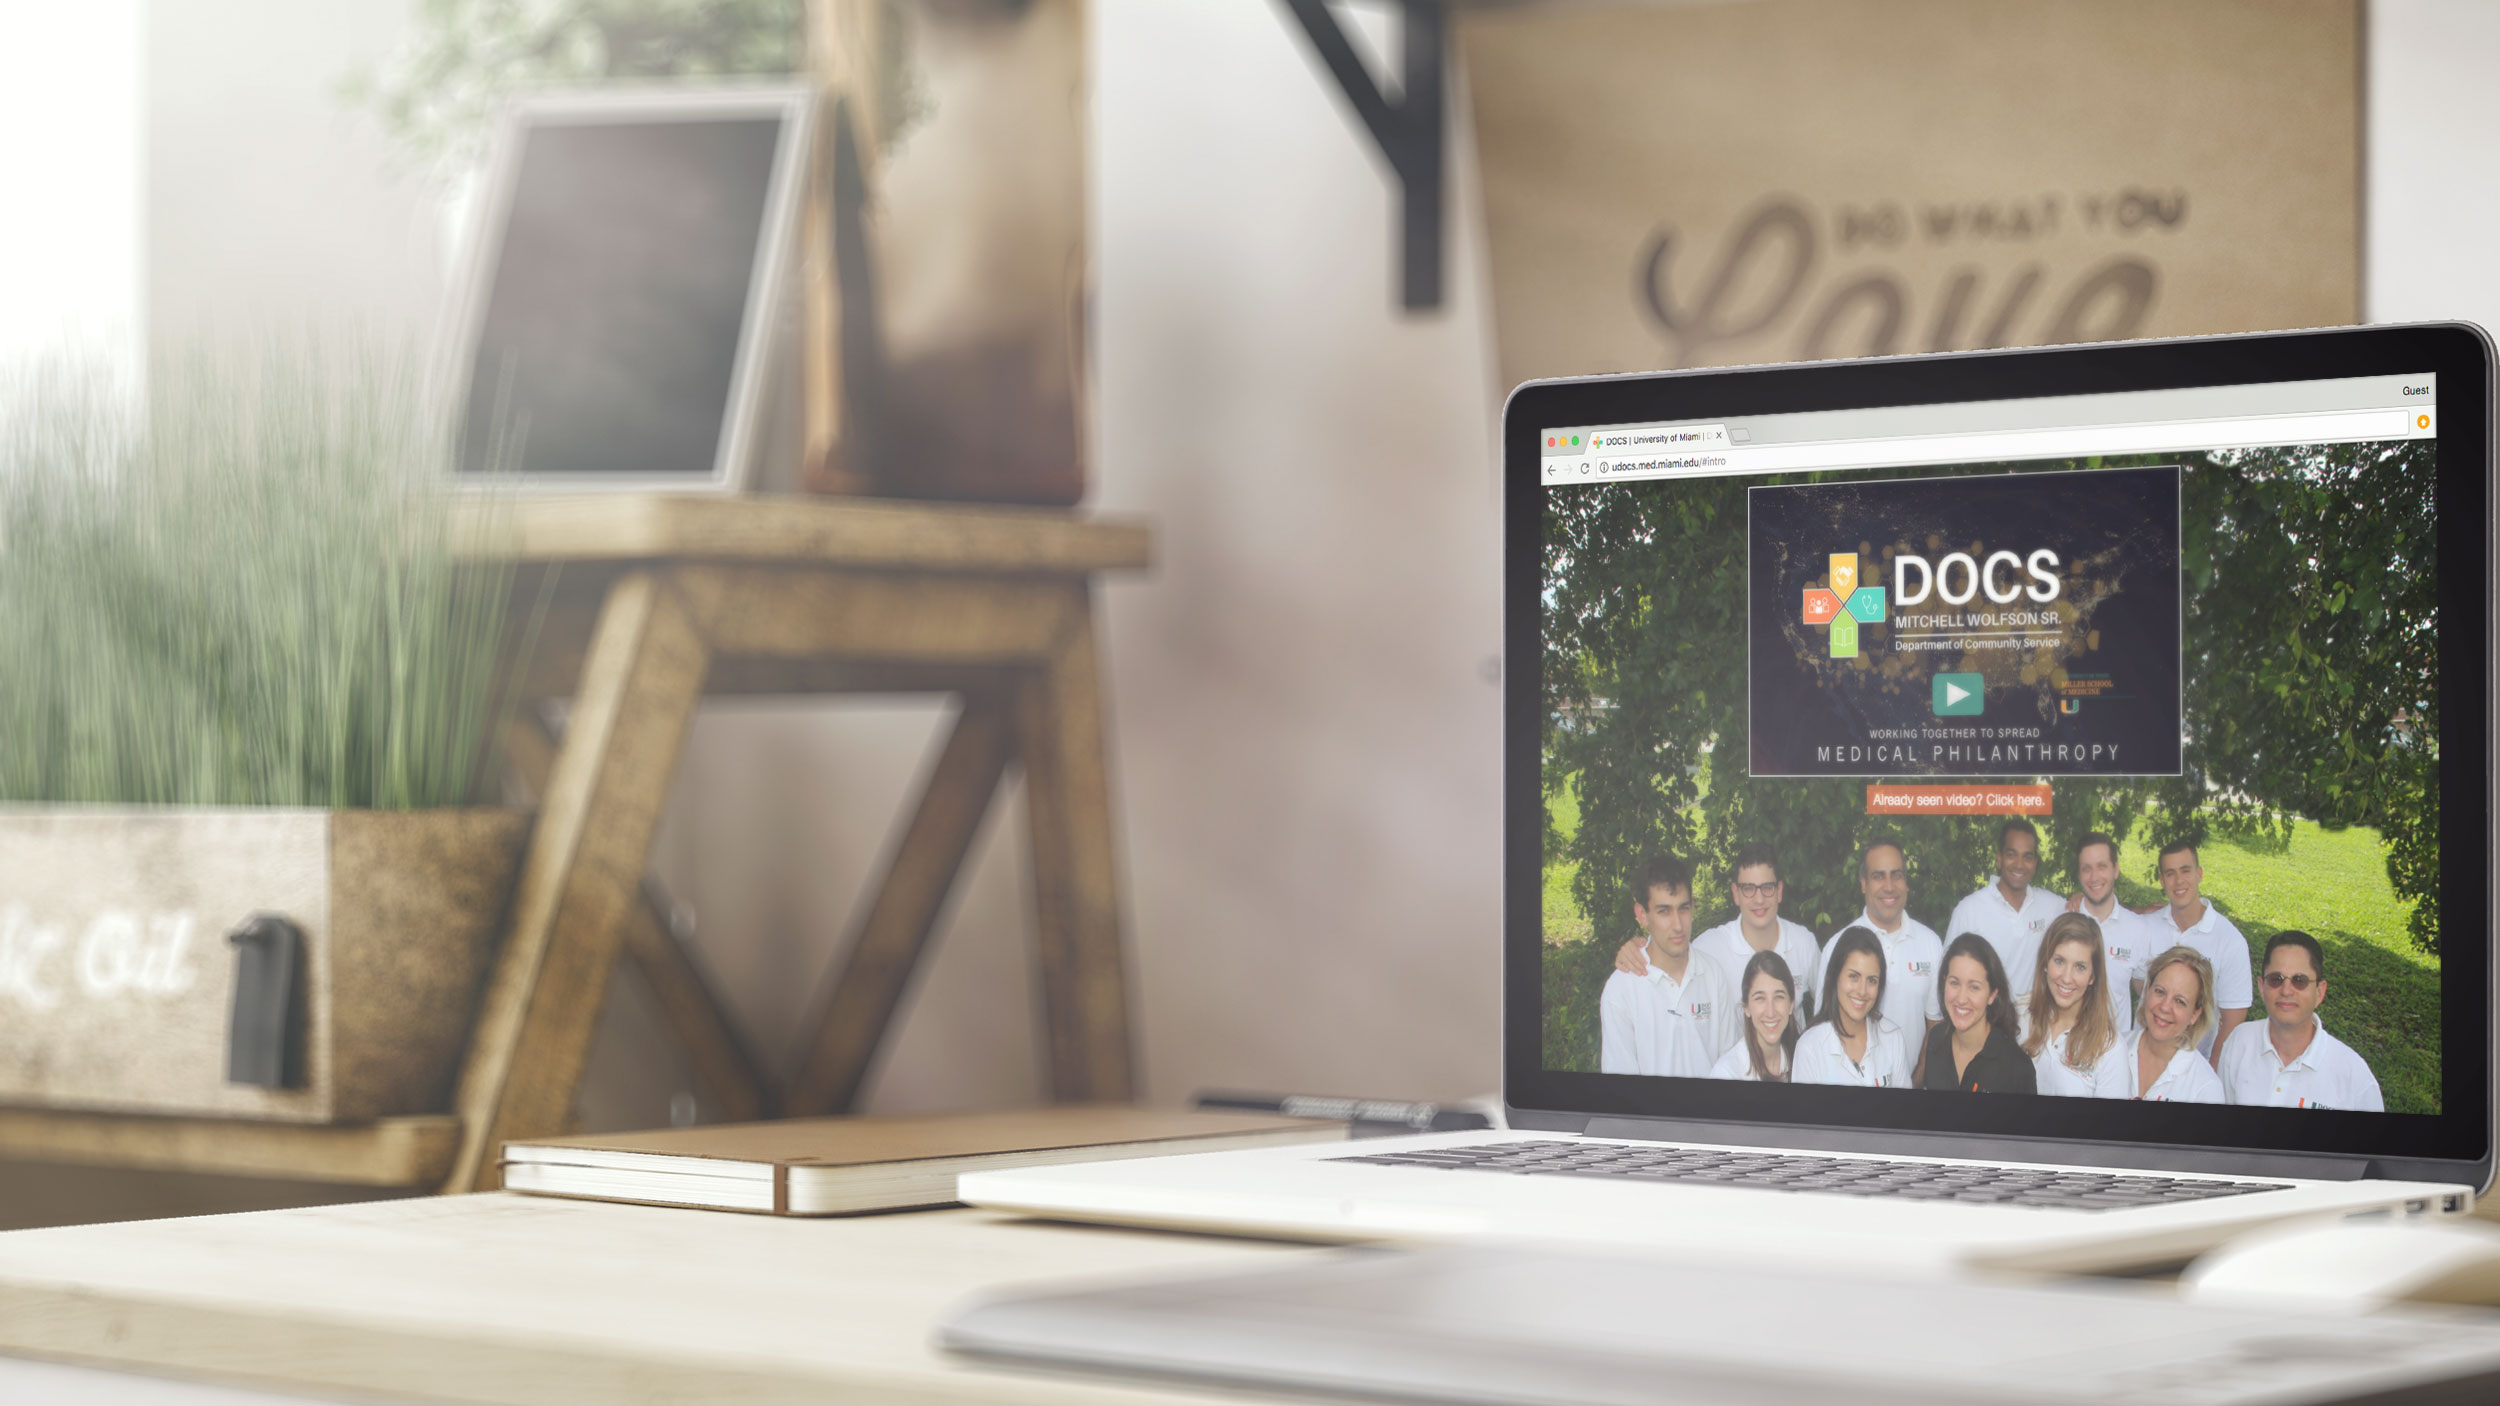 DO WHAT YOU
Love
Guest
DOCS | University of Miami |
udocs.med.miami.edu/#intro
DOCS
MITCHELL WOLFSON SR.
Department of Community Service
MILLER SCHOOL
of MEDICINE
U
WORKING TOGETHER TO SPREAD
MEDICAL PHILANTHROPY
Already seen video? Click here.
Oil